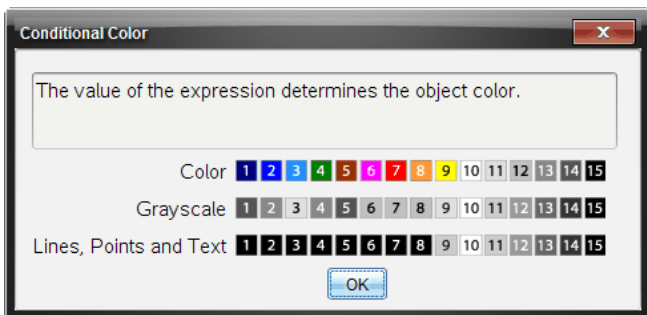 Conditional Color
X
The value of the expression determines the object color.
Color 1 2 3 4 5 6 7 8 9 10 11 12 13 14 15
Grayscale 1 2 3 4 5 6 7 8 9 10 11 12 13 14 15
Lines, Points and Text 1 2 3 4 5 6 7 8 9 10 11 12 13 14 15
OK